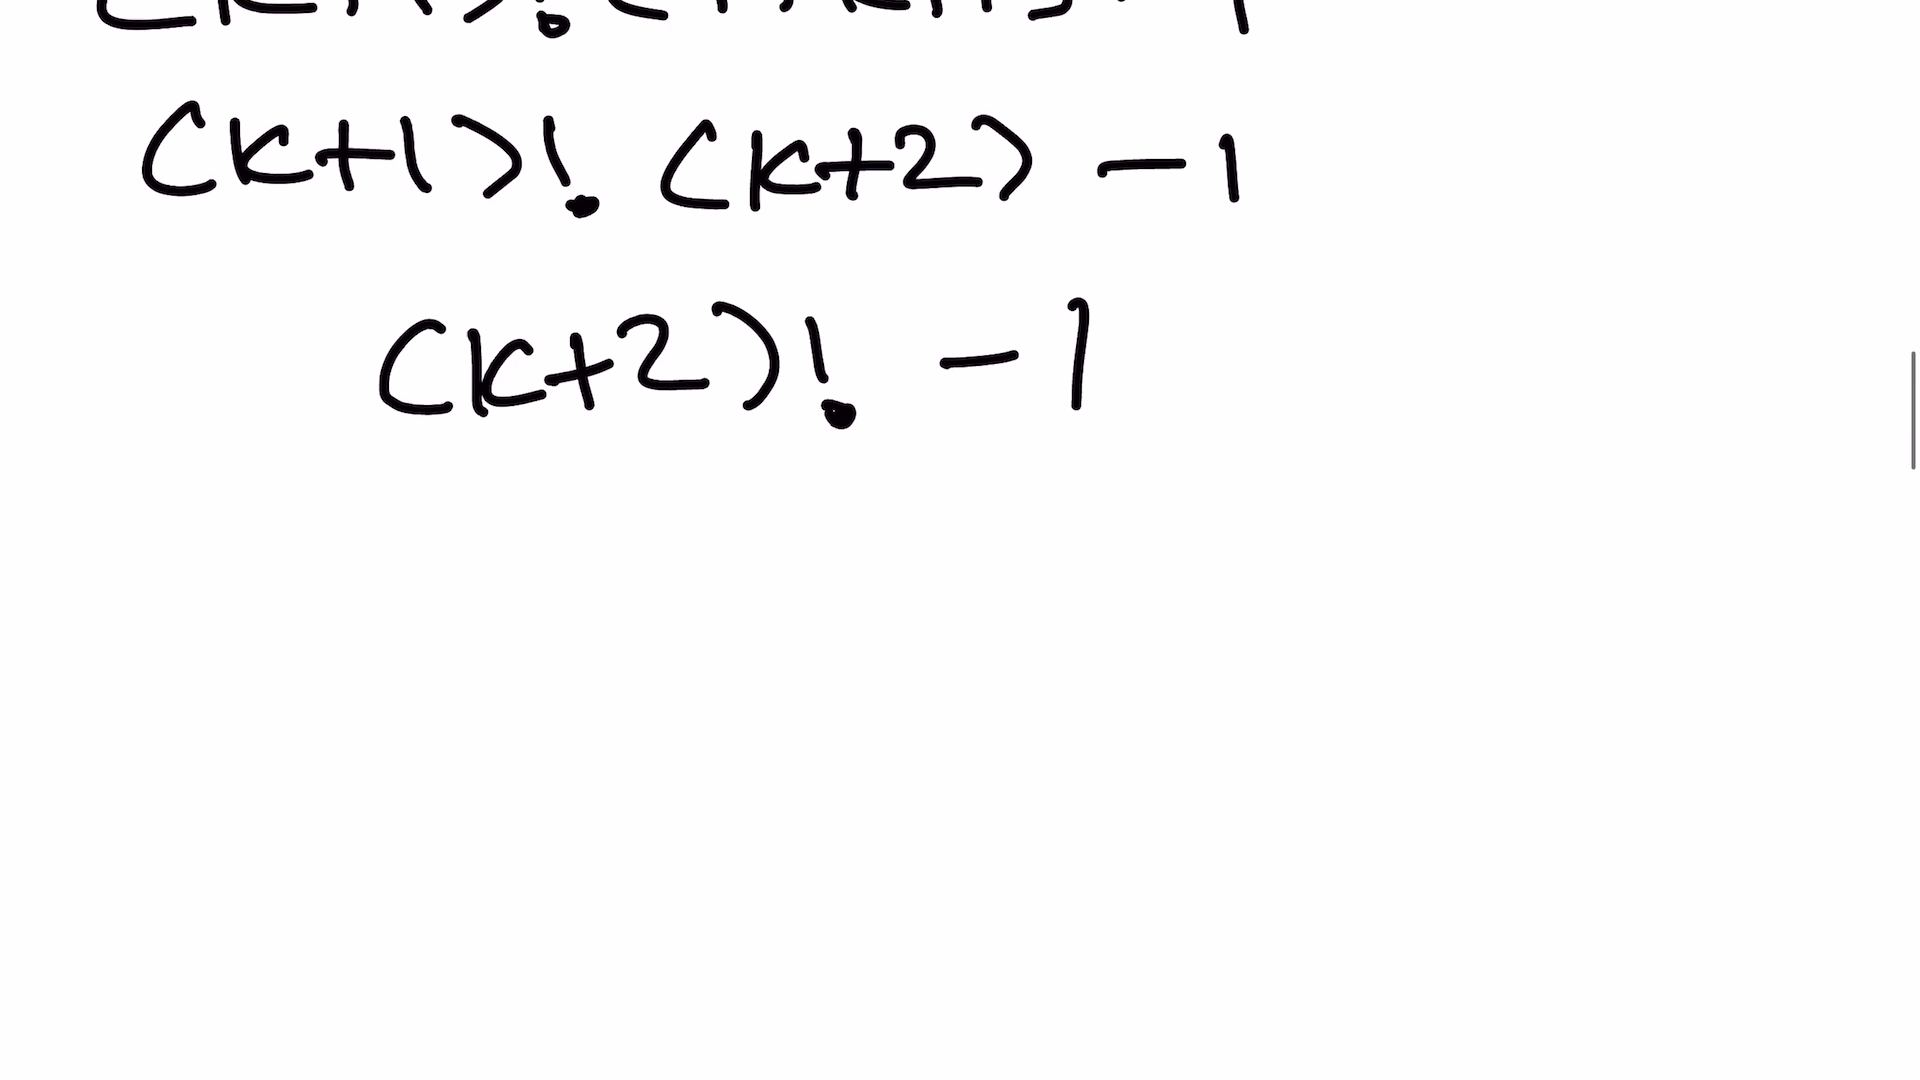 (k+1)! (k+2) - 1
(k+2)! - 1